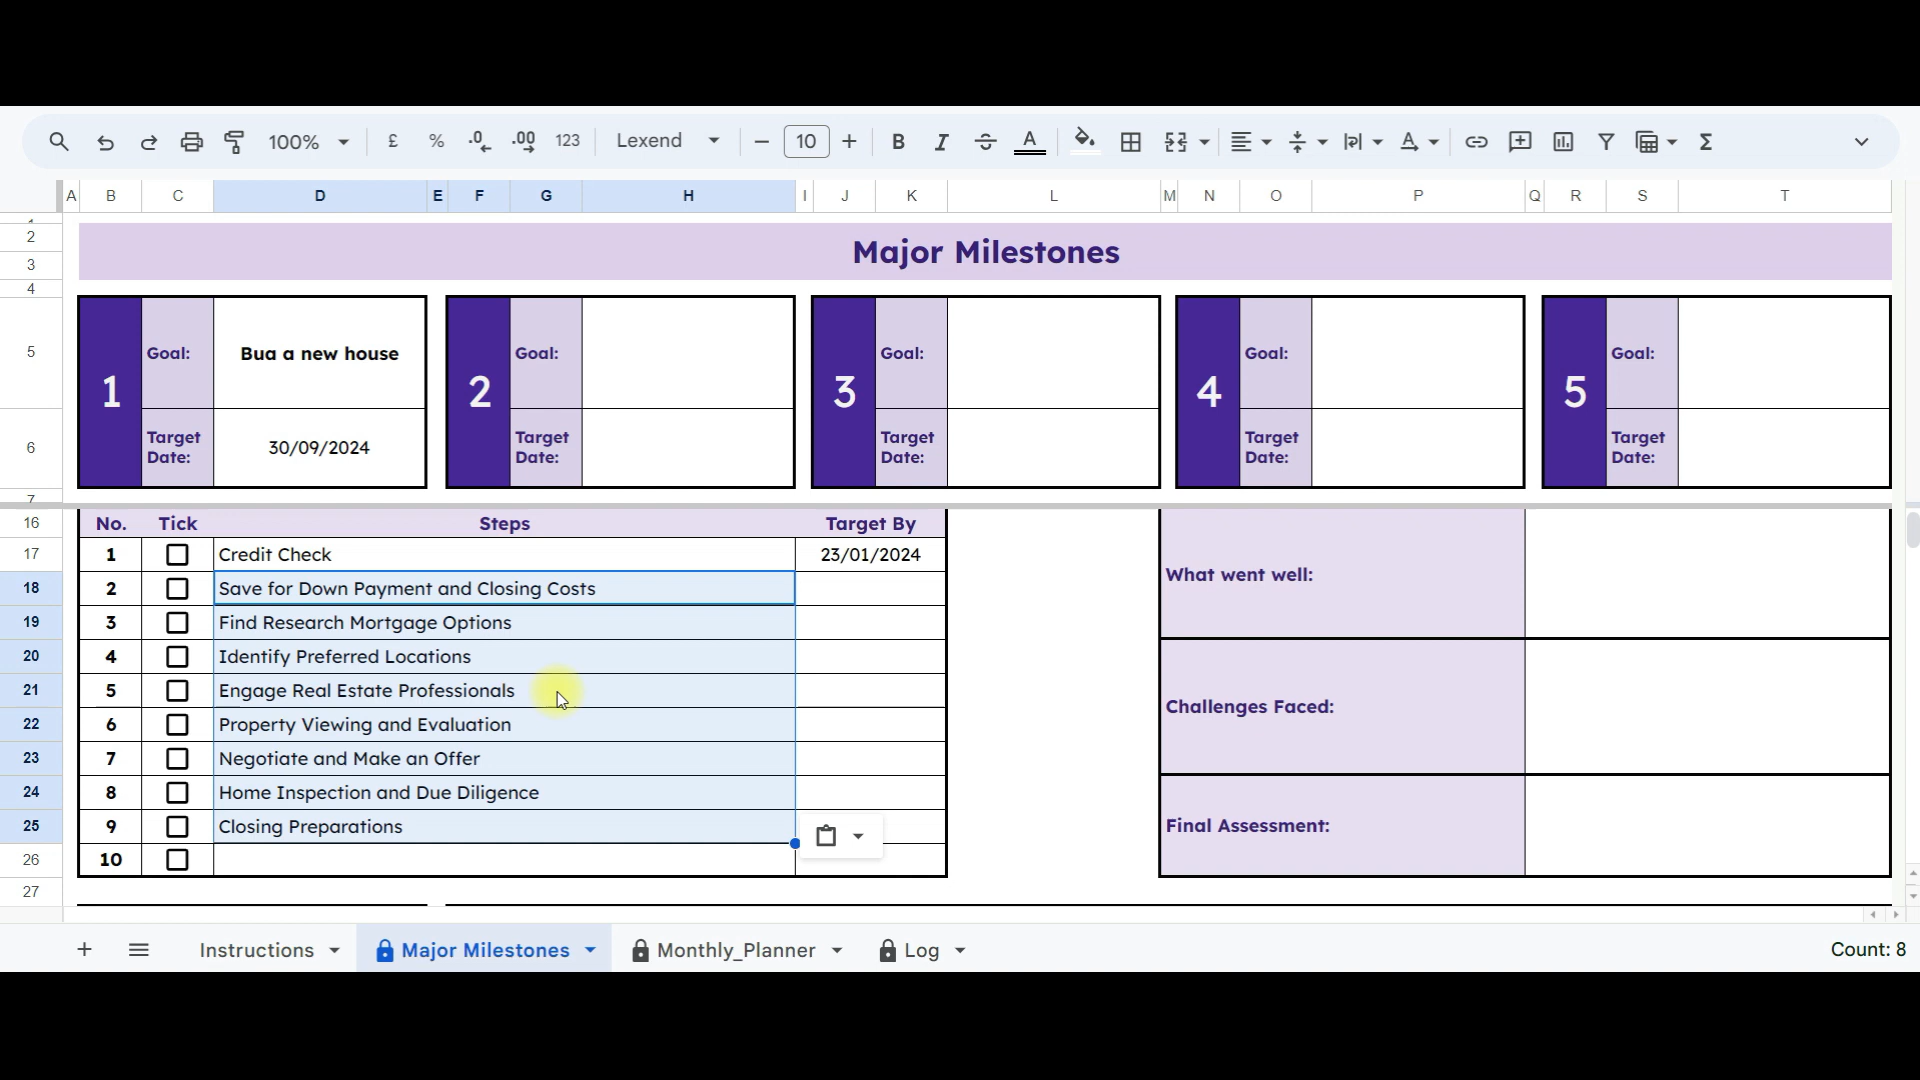 100% £ % .0 .00 123 Lexend 10 B I A
A B C D E F G H I J K L M N O P Q R S T
1
2
3
Major Milestones
4
5
1 Goal: Bua a new house 2 Goal: 3 Goal: 4 Goal: 5 Goal:
6
Target Date: 30/09/2024 Target Date: Target Date: Target Date: Target Date:
7
16 No. Tick Steps Target By
17 1 Credit Check 23/01/2024
18 2 Save for Down Payment and Closing Costs
What went well:
19 3 Find Research Mortgage Options
20 4 Identify Preferred Locations
21 5 Engage Real Estate Professionals
Challenges Faced:
22 6 Property Viewing and Evaluation
23 7 Negotiate and Make an Offer
24 8 Home Inspection and Due Diligence
25 9 Closing Preparations
Final Assessment:
26 10
27
Instructions Major Milestones Monthly_Planner Log Count: 8